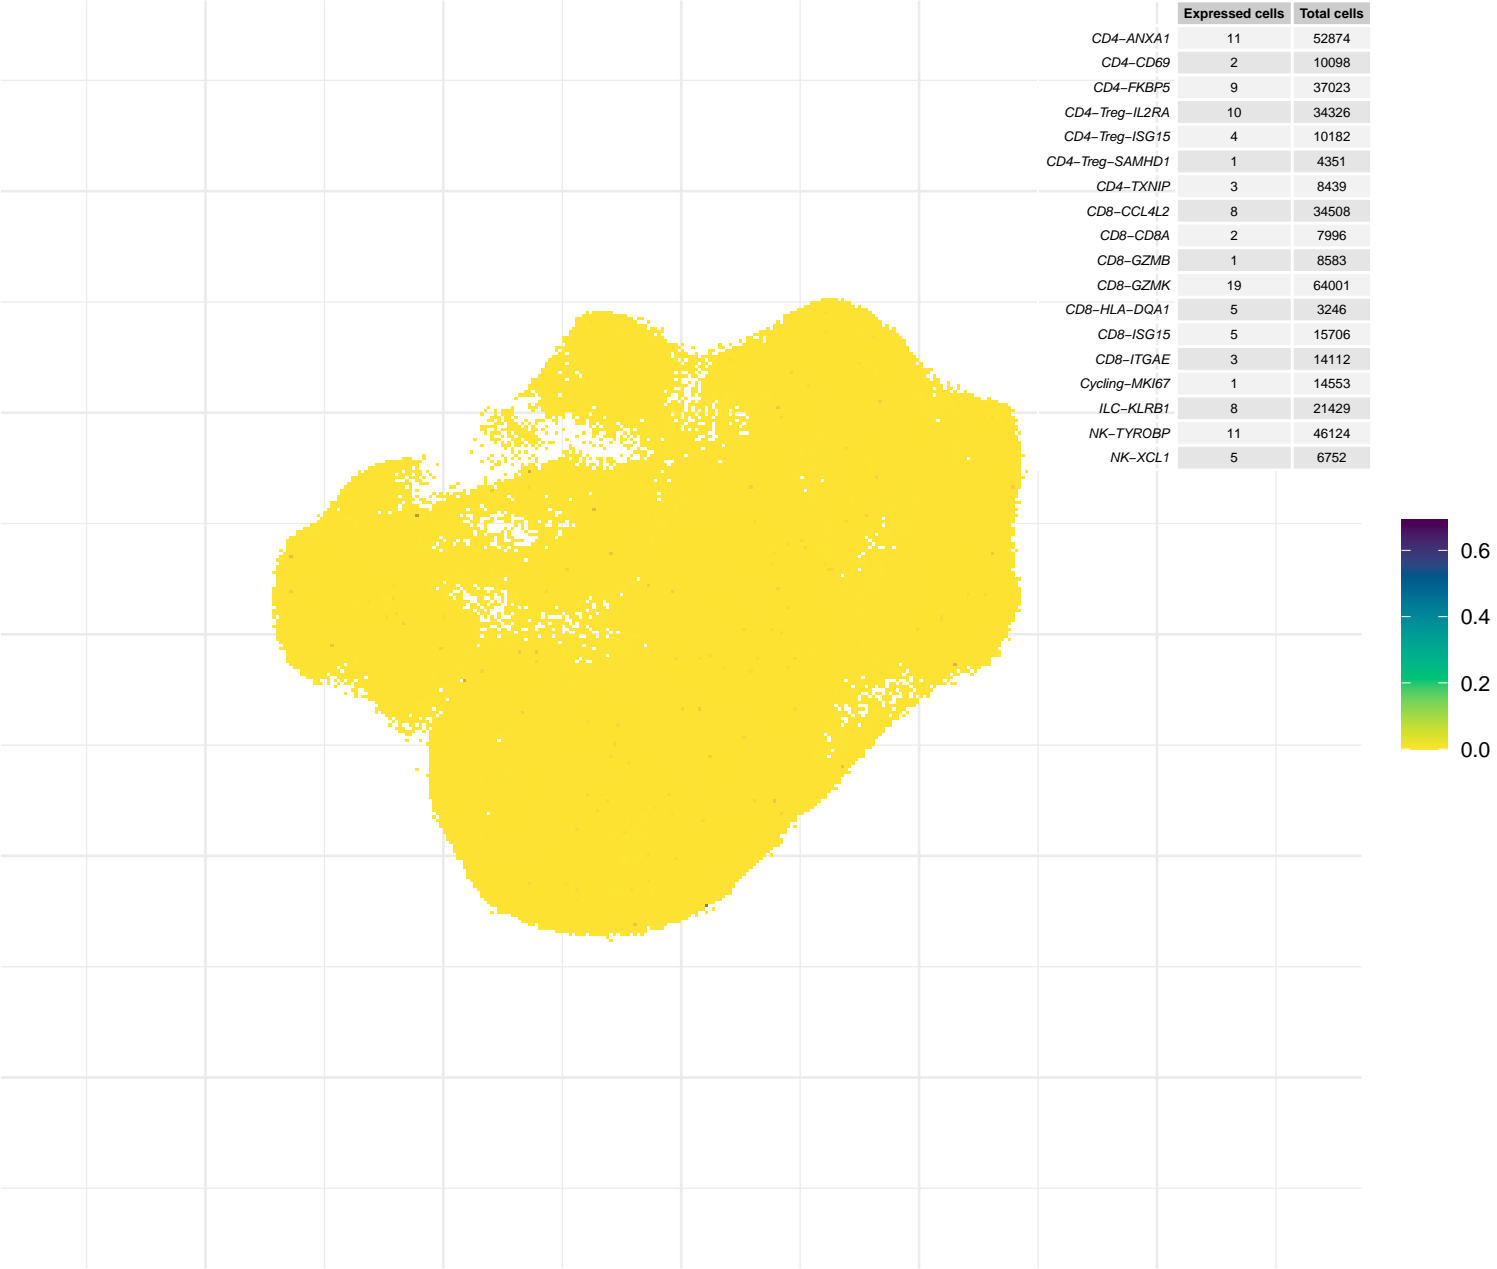 Expressed cells Total cells
CD4−ANXA1 11 52874
CD4−CD69 2 10098
CD4−FKBP5 9 37023
CD4−Treg−IL2RA 10 34326
CD4−Treg−ISG15 4 10182
CD4−Treg−SAMHD1 1 4351
CD4−TXNIP 3 8439
CD8−CCL4L2 8 34508
CD8−CD8A 2 7996
CD8−GZMB 1 8583
CD8−GZMK 19 64001
CD8−HLA−DQA1 5 3246
CD8−ISG15 5 15706
CD8−ITGAE 3 14112
Cycling−MKI67 1 14553
ILC−KLRB1 8 21429
NK−TYROBP 11 46124
NK−XCL1 5 6752
0.6
0.4
0.2
0.0